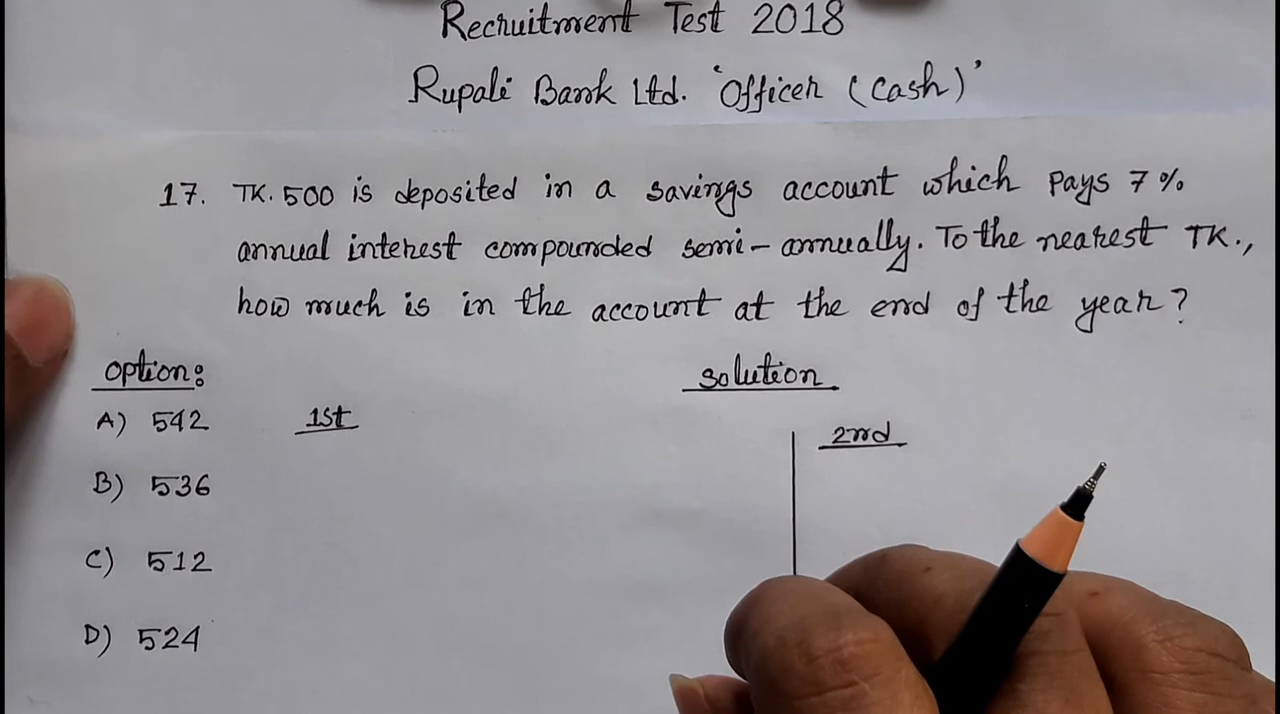 Recruitment Test 2018
Rupali Bank Ltd. 'Officer (Cash)'
17. TK. 500 is deposited in a savings account which pays 7%
annual interest compounded semi-annually. To the nearest TK.,
how much is in the account at the end of the year?
Option:
Solution
A) 542
1st
2nd
B) 536
C) 512
D) 524